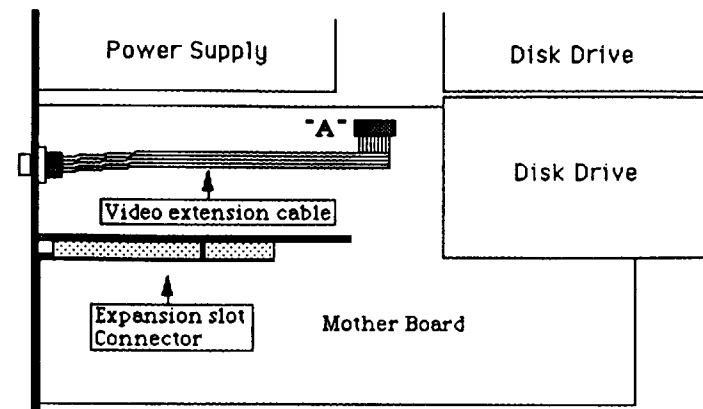 Power Supply
Disk Drive
"A"
Disk Drive
Video extension cable
Expansion slot
Connector
Mother Board